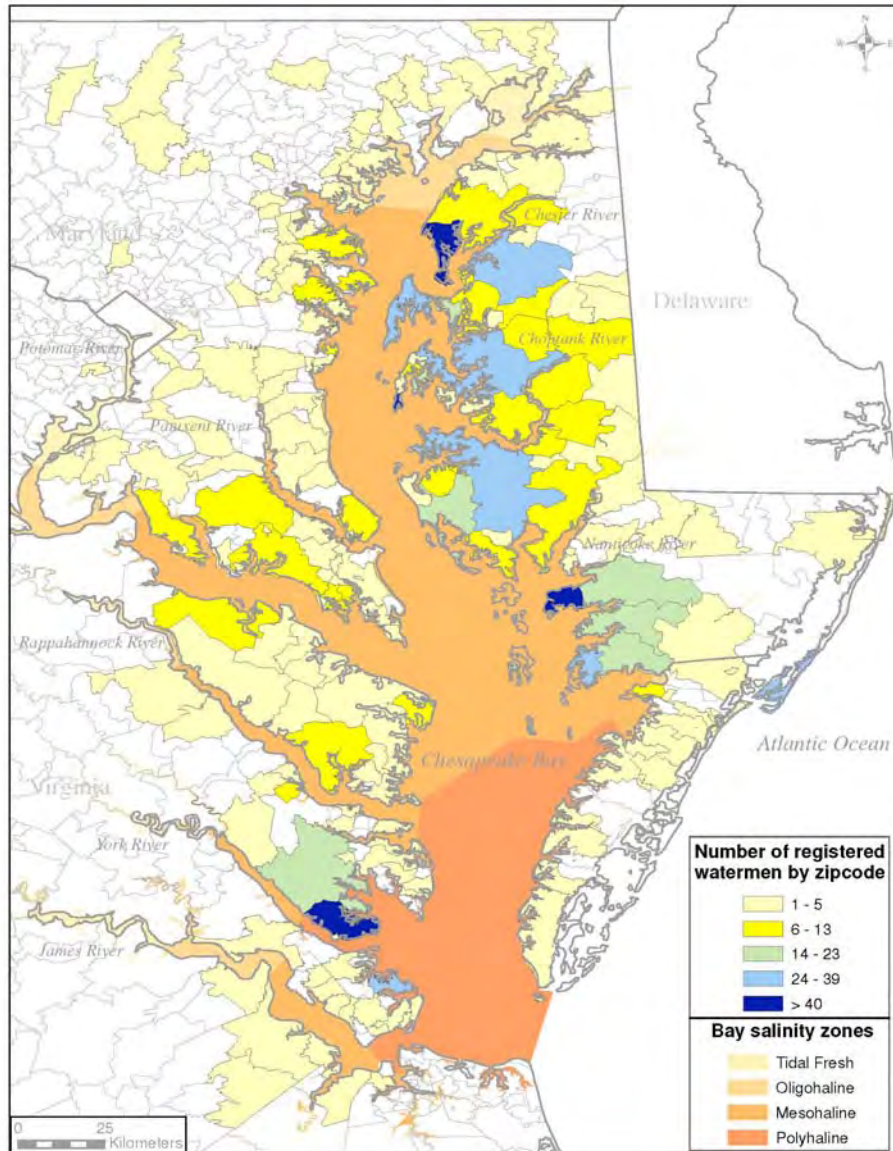 N
W
E
S
Chester River
Maryland
Delaware
Potomac River
Choptank River
Patuxent River
Nanticoke River
Rappahannock River
Atlantic Ocean
Chesapeake Bay
Virginia
York River
James River
Number of registered
watermen by zipcode
1 - 5
6 - 13
14 - 23
24 - 39
> 40
Bay salinity zones
Tidal Fresh
Oligohaline
Mesohaline
Polyhaline
0 25
Kilometers